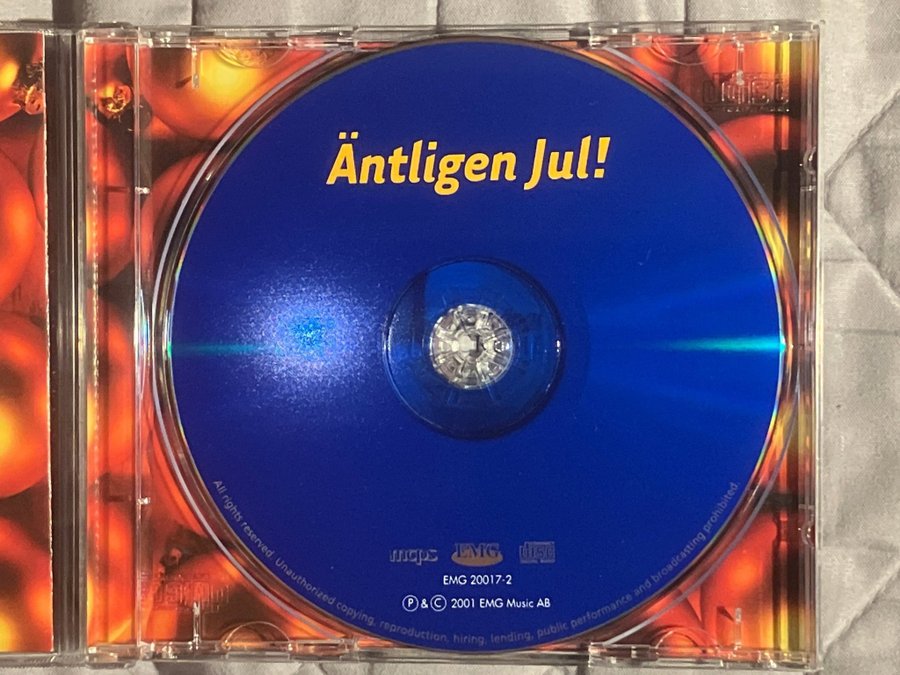 Äntligen Jul!
mcps EMG
EMG 20017-2
Ⓟ & Ⓒ 2001 EMG Music AB
All rights reserved. Unauthorized copying, reproduction, hiring, lending, public performance and broadcasting prohibited.